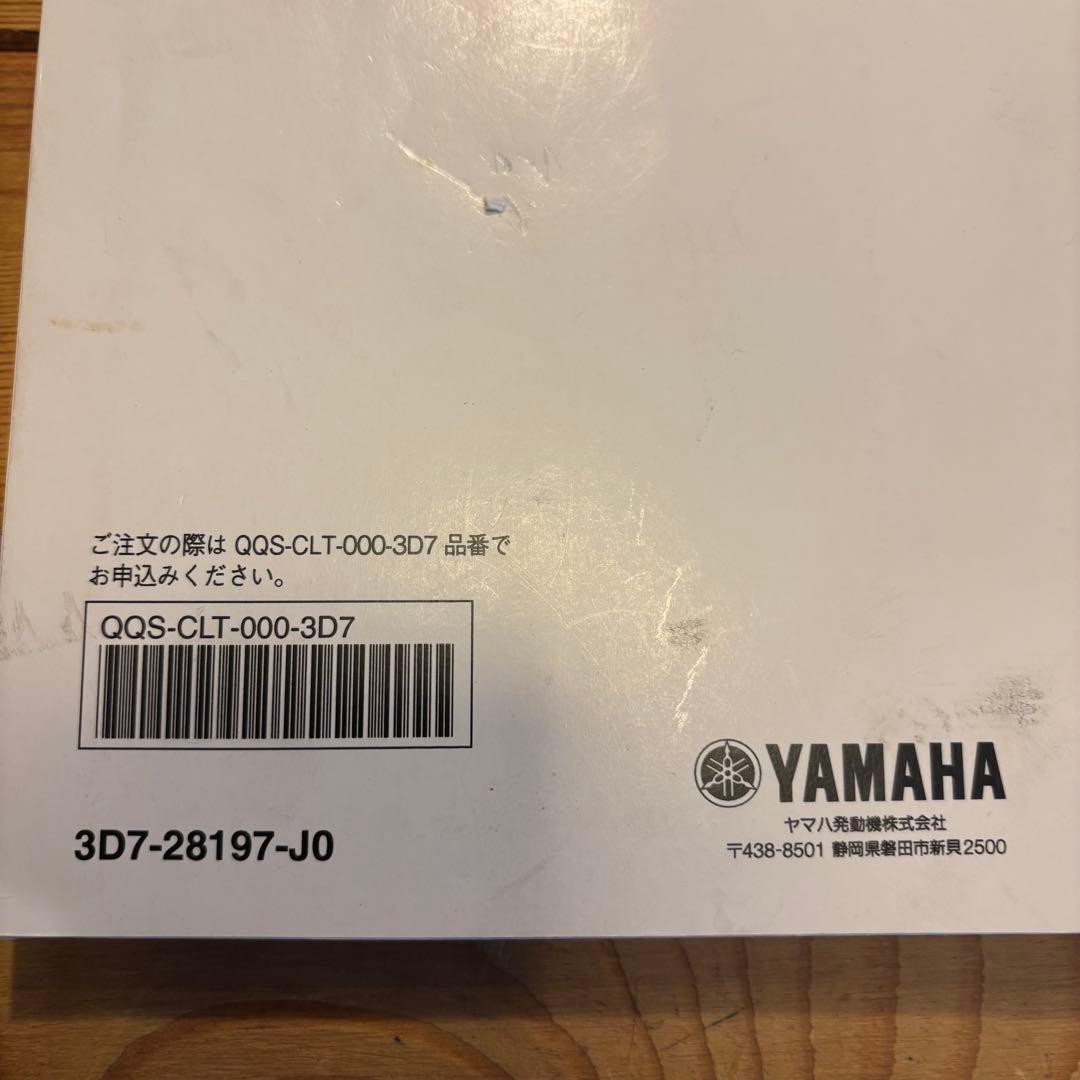 ご注文の際は QQS-CLT-000-3D7 品番で
お申込みください。
QQS-CLT-000-3D7
3D7-28197-J0
YAMAHA
ヤマハ発動機株式会社
〒438-8501 静岡県磐田市新貝2500